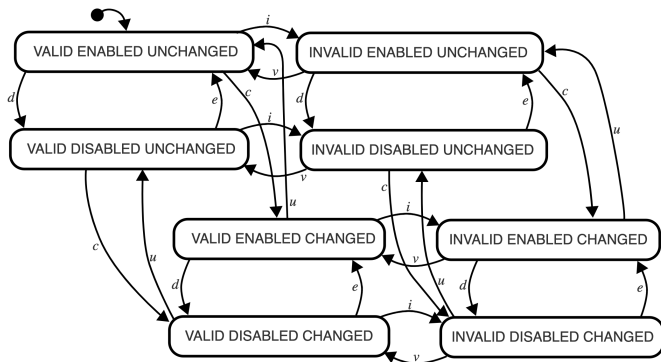 i
VALID ENABLED UNCHANGED
INVALID ENABLED UNCHANGED
v
d
c
e
i
d
c
e
u
VALID DISABLED UNCHANGED
INVALID DISABLED UNCHANGED
v
c
u
c
u
i
VALID ENABLED CHANGED
INVALID ENABLED CHANGED
v
u
d
e
i
d
e
VALID DISABLED CHANGED
INVALID DISABLED CHANGED
v